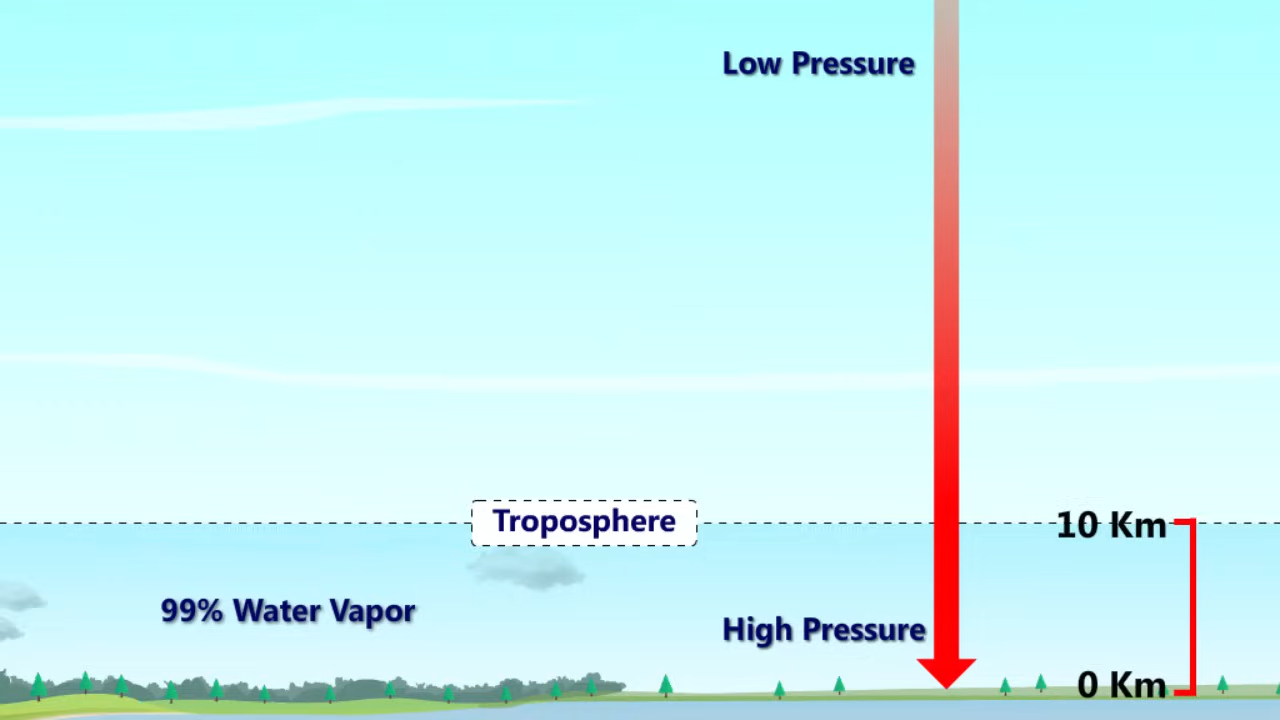 Low Pressure
Troposphere
10 Km
99% Water Vapor
High Pressure
0 Km